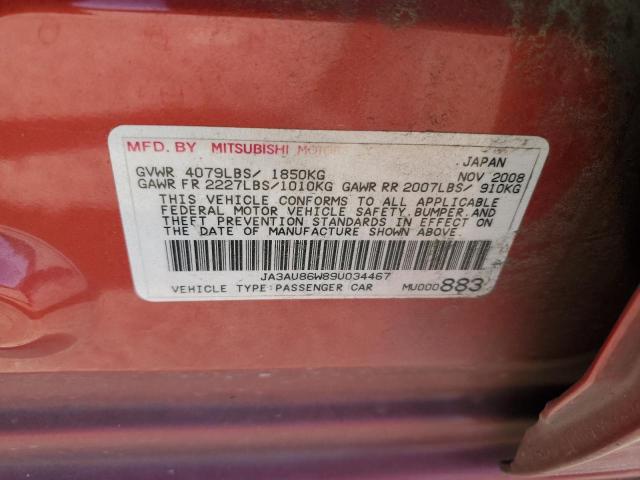 MFD. BY MITSUBISHI MOTOR
JAPAN
GVWR 4079LBS/ 1850KG NOV 2008
GAWR FR 2227LBS/1010KG GAWR RR 2007LBS/ 910KG
THIS VEHICLE CONFORMS TO ALL APPLICABLE
FEDERAL MOTOR VEHICLE SAFETY, BUMPER, AND
THEFT PREVENTION STANDARDS IN EFFECT ON
THE DATE OF MANUFACTURE SHOWN ABOVE.
JA3AU86W89U034467
VEHICLE TYPE:PASSENGER CAR MU000883